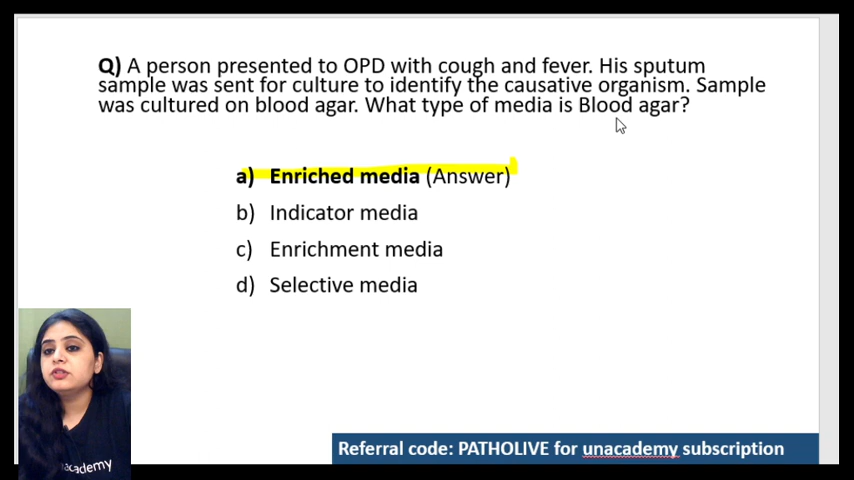 Q) A person presented to OPD with cough and fever. His sputum
sample was sent for culture to identify the causative organism. Sample
was cultured on blood agar. What type of media is Blood agar?
a) Enriched media (Answer)
b) Indicator media
c) Enrichment media
d) Selective media
academy
Referral code: PATHOLIVE for unacademy subscription